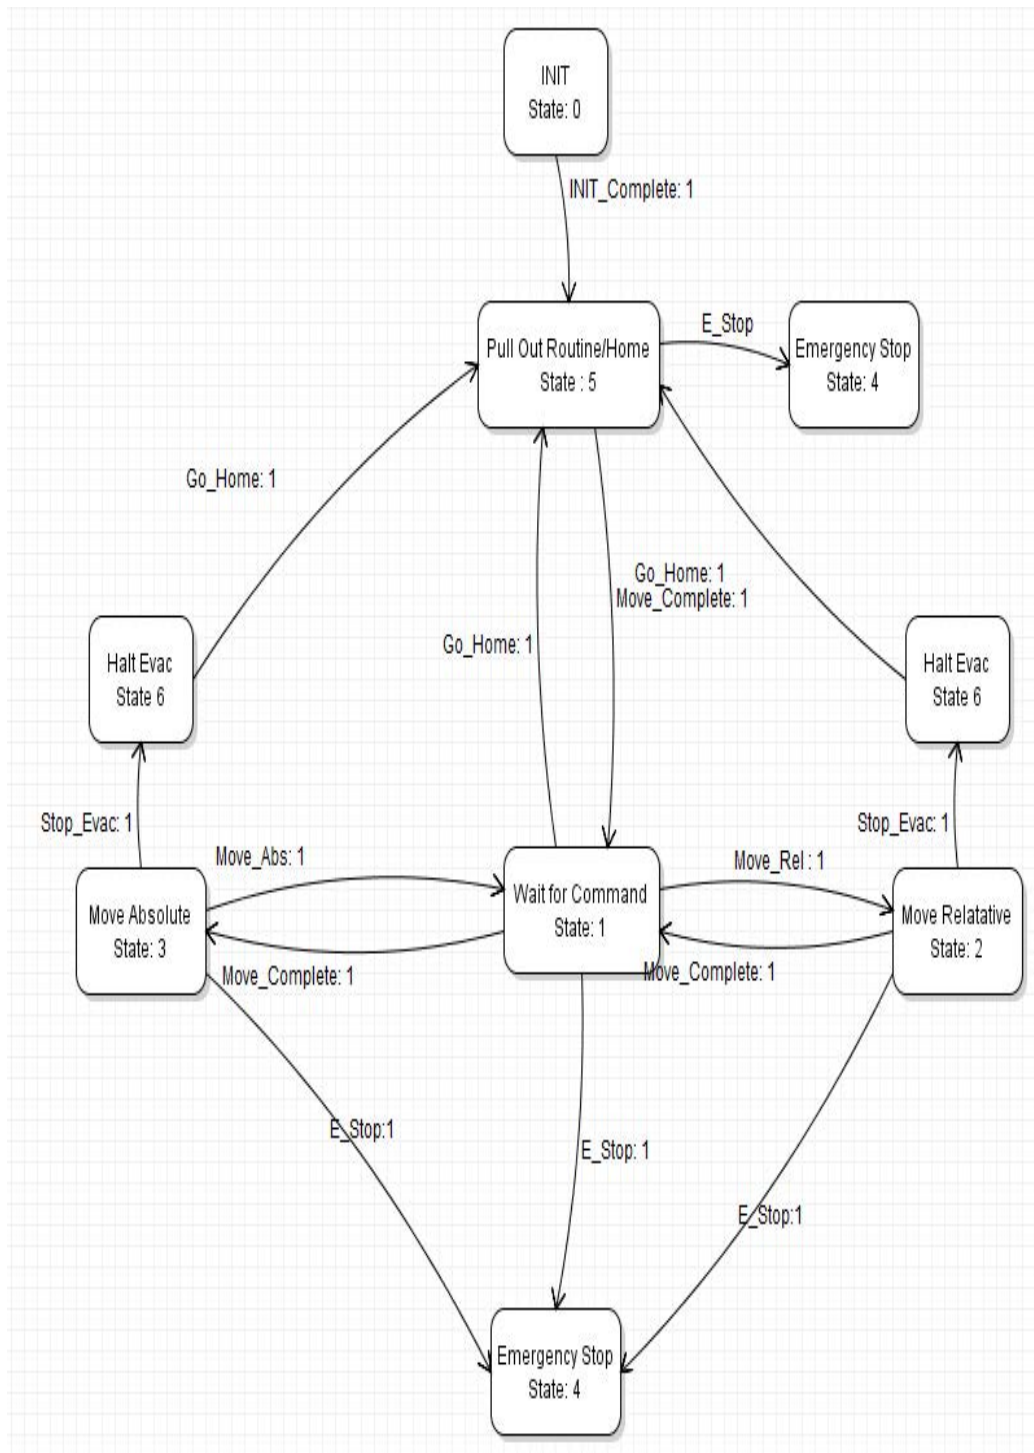 INIT
State: 0
INIT_Complete: 1
Pull Out Routine/Home
State : 5
E_Stop
Emergency Stop
State: 4
Go_Home: 1
Go_Home: 1
Move_Complete: 1
Go_Home: 1
Halt Evac
State 6
Halt Evac
State 6
Stop_Evac: 1
Stop_Evac: 1
Move_Abs: 1
Move_Rel : 1
Move Absolute
State: 3
Wait for Command
State: 1
Move Relatative
State: 2
Move_Complete: 1
Move_Complete: 1
E_Stop:1
E_Stop: 1
E_Stop:1
Emergency Stop
State: 4